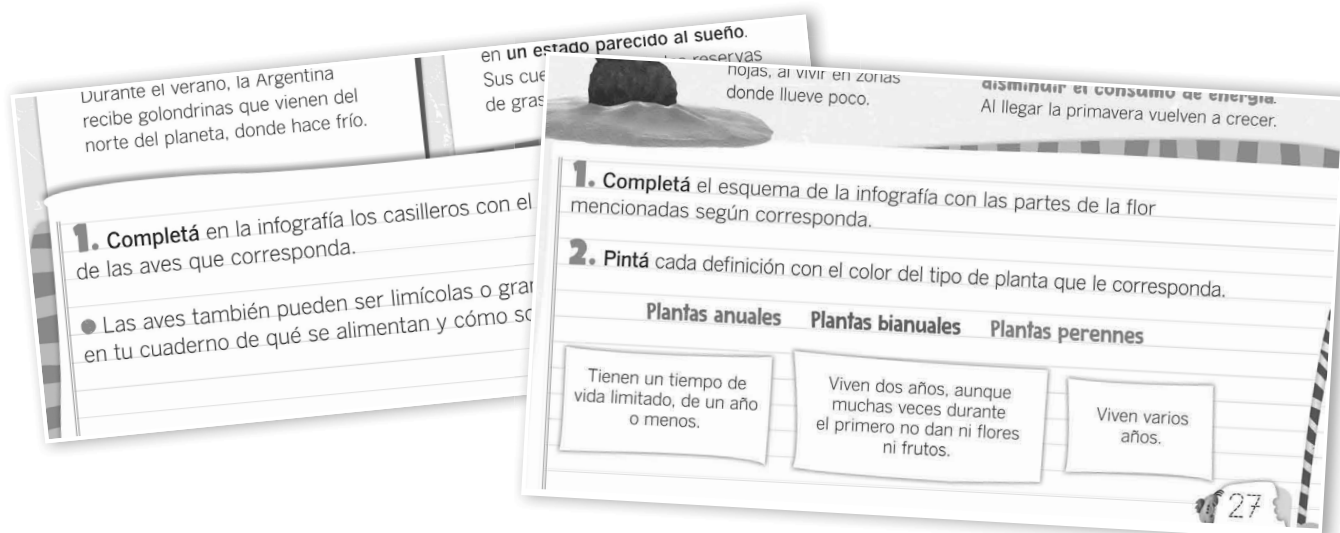 Durante el verano, la Argentina
recibe golondrinas que vienen del
norte del planeta, donde hace frío.
en un estado parecido al sueño.
Sus cue
reservas
de gras
1. Completá en la infografía los casilleros con el
de las aves que corresponda.
● Las aves también pueden ser limícolas o gra
en tu cuaderno de qué se alimentan y cómo so
hojas, al vivir en zonas
donde llueve poco.
disminuir el consumo de energía.
Al llegar la primavera vuelven a crecer.
1. Completá el esquema de la infografía con las partes de la flor
mencionadas según corresponda.
2. Pintá cada definición con el color del tipo de planta que le corresponda.
Plantas anuales Plantas bianuales Plantas perennes
Tienen un tiempo de
vida limitado, de un año
o menos.
Viven dos años, aunque
muchas veces durante
el primero no dan ni flores
ni frutos.
Viven varios
años.
27